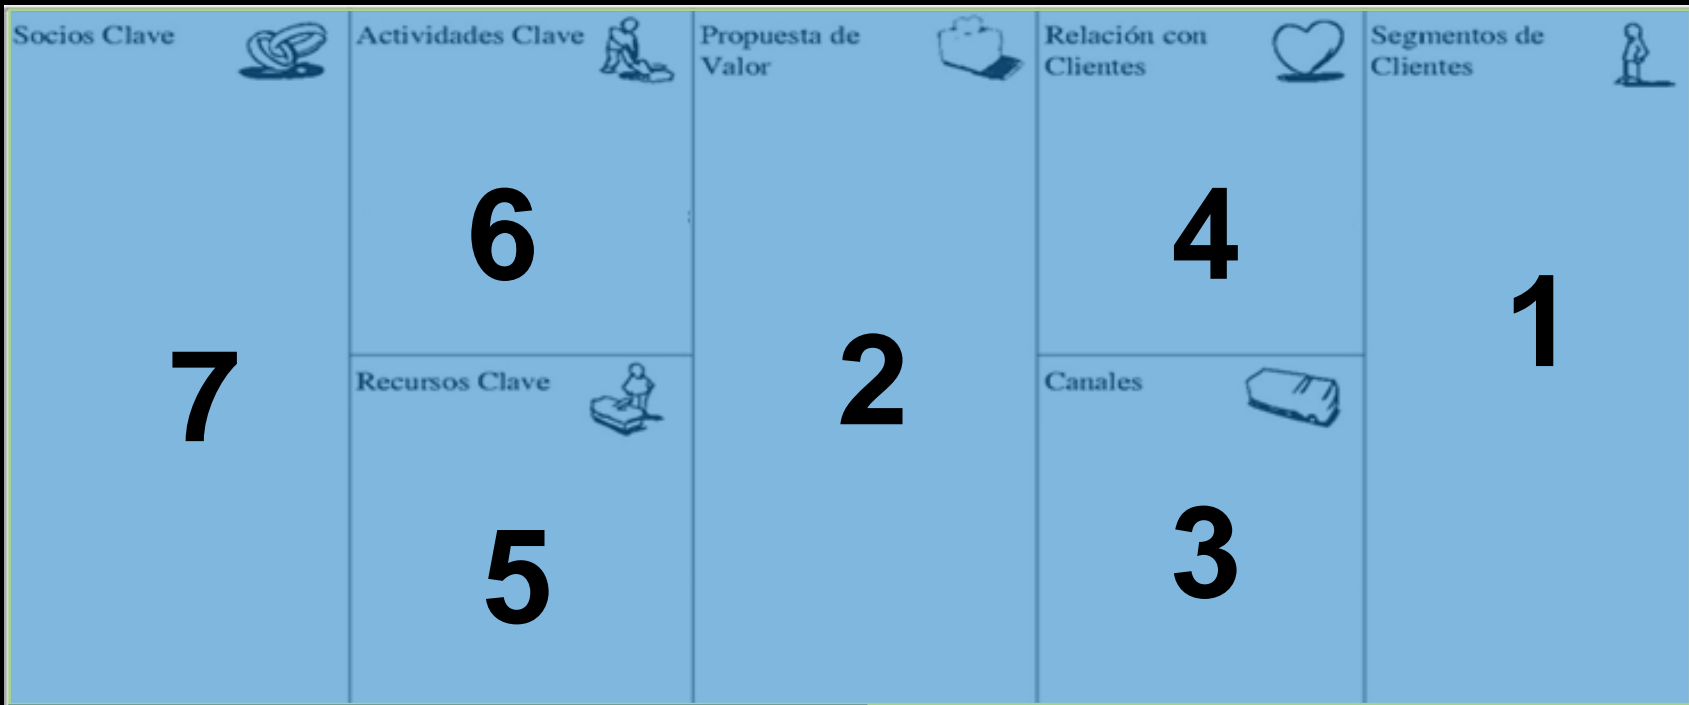 Socios Clave
7
Actividades Clave
6
Recursos Clave
5
Propuesta de
Valor
2
Relación con
Clientes
4
Canales
3
Segmentos de
Clientes
1